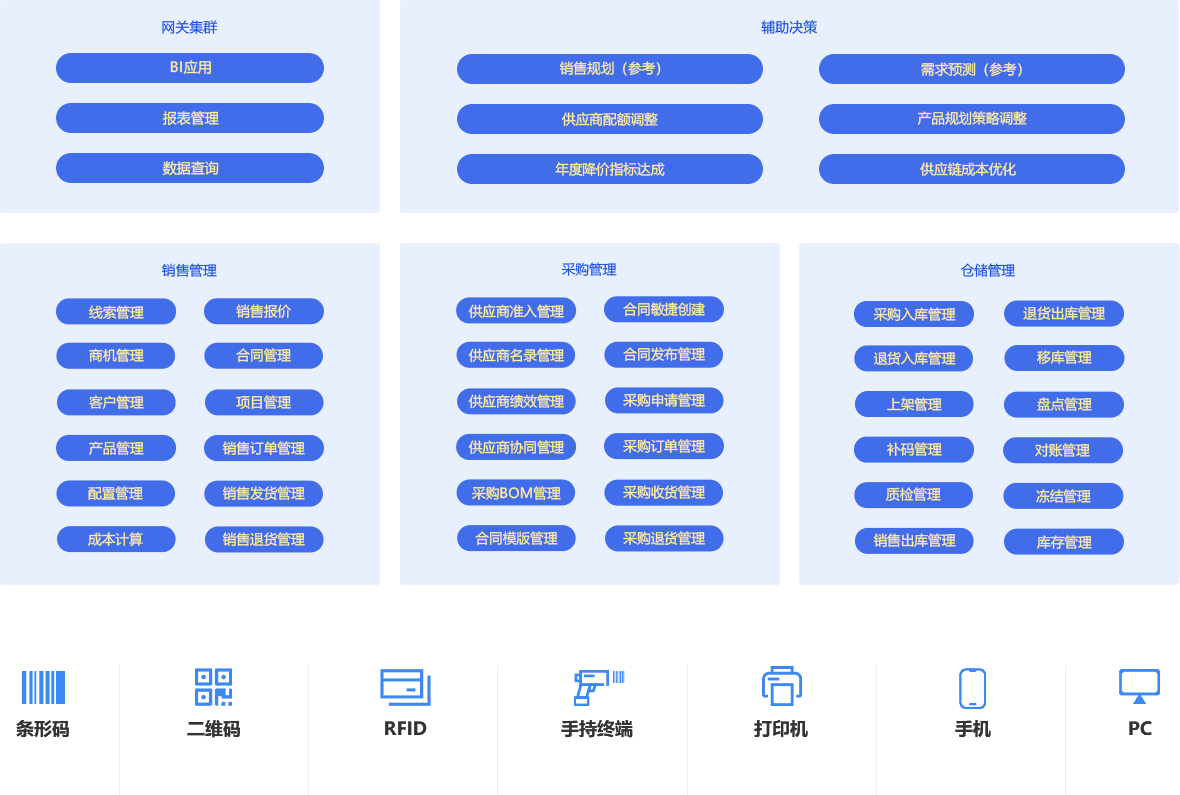 网关集群
BI应用
报表管理
数据查询
辅助决策
销售规划（参考）
需求预测（参考）
供应商配额调整
产品规划策略调整
年度降价指标达成
供应链成本优化
销售管理
线索管理
销售报价
商机管理
合同管理
客户管理
项目管理
产品管理
销售订单管理
配置管理
销售发货管理
成本计算
销售退货管理
采购管理
供应商准入管理
合同敏捷创建
供应商名录管理
合同发布管理
供应商绩效管理
采购申请管理
供应商协同管理
采购订单管理
采购BOM管理
采购收货管理
合同模版管理
采购退货管理
仓储管理
采购入库管理
退货出库管理
退货入库管理
移库管理
上架管理
盘点管理
补码管理
对账管理
质检管理
冻结管理
销售出库管理
库存管理
条形码
二维码
RFID
手持终端
打印机
手机
PC